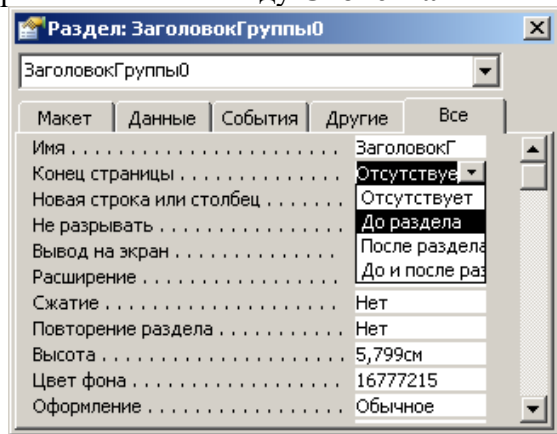 Раздел: ЗаголовокГруппы0
ЗаголовокГруппы0
Макет Данные События Другие Все
Имя . . . . . . . . . . . . . . . . . . . . . . . ЗаголовокГ
Конец страницы . . . . . . . . . . . . . Отсутствуе
Новая строка или столбец . . . . . . . Отсутствует
Не разрывать . . . . . . . . . . . . . . . До раздела
Вывод на экран . . . . . . . . . . . . . . После раздела
Расширение . . . . . . . . . . . . . . . . До и после раз
Сжатие . . . . . . . . . . . . . . . . . . . . Нет
Повторение раздела . . . . . . . . . . . Нет
Высота . . . . . . . . . . . . . . . . . . . . 5,799см
Цвет фона . . . . . . . . . . . . . . . . . 16777215
Оформление . . . . . . . . . . . . . . . . Обычное